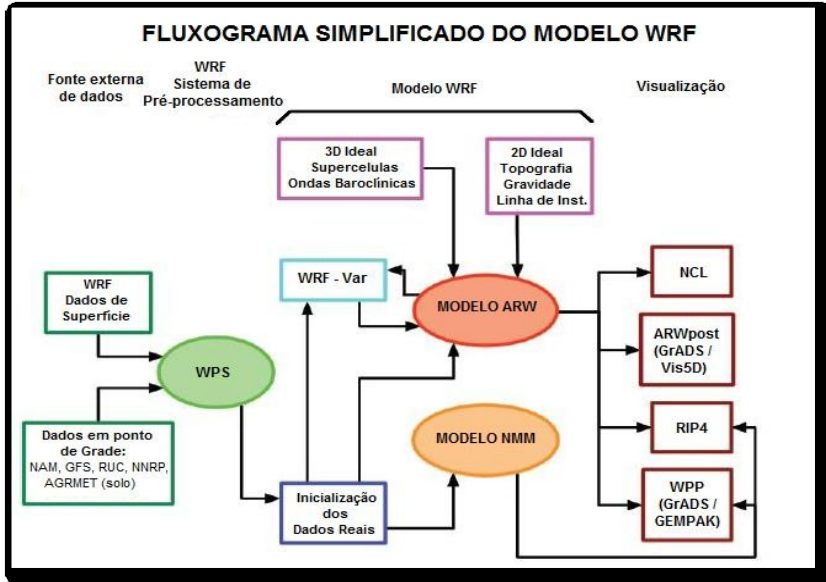 FLUXOGRAMA SIMPLIFICADO DO MODELO WRF
Fonte externa
de dados
WRF
Sistema de
Pré-processamento
Modelo WRF
Visualização
3D Ideal
Supercelulas
Ondas Baroclínicas
2D Ideal
Topografia
Gravidade
Linha de Inst.
WRF
Dados de
Superfície
WRF - Var
MODELO ARW
NCL
WPS
ARWpost
(GrADS /
Vis5D)
Dados em ponto
de Grade:
NAM, GFS, RUC, NNRP,
AGRMET (solo)
MODELO NMM
RIP4
Inicialização
dos
Dados Reais
WPP
(GrADS /
GEMPAK)